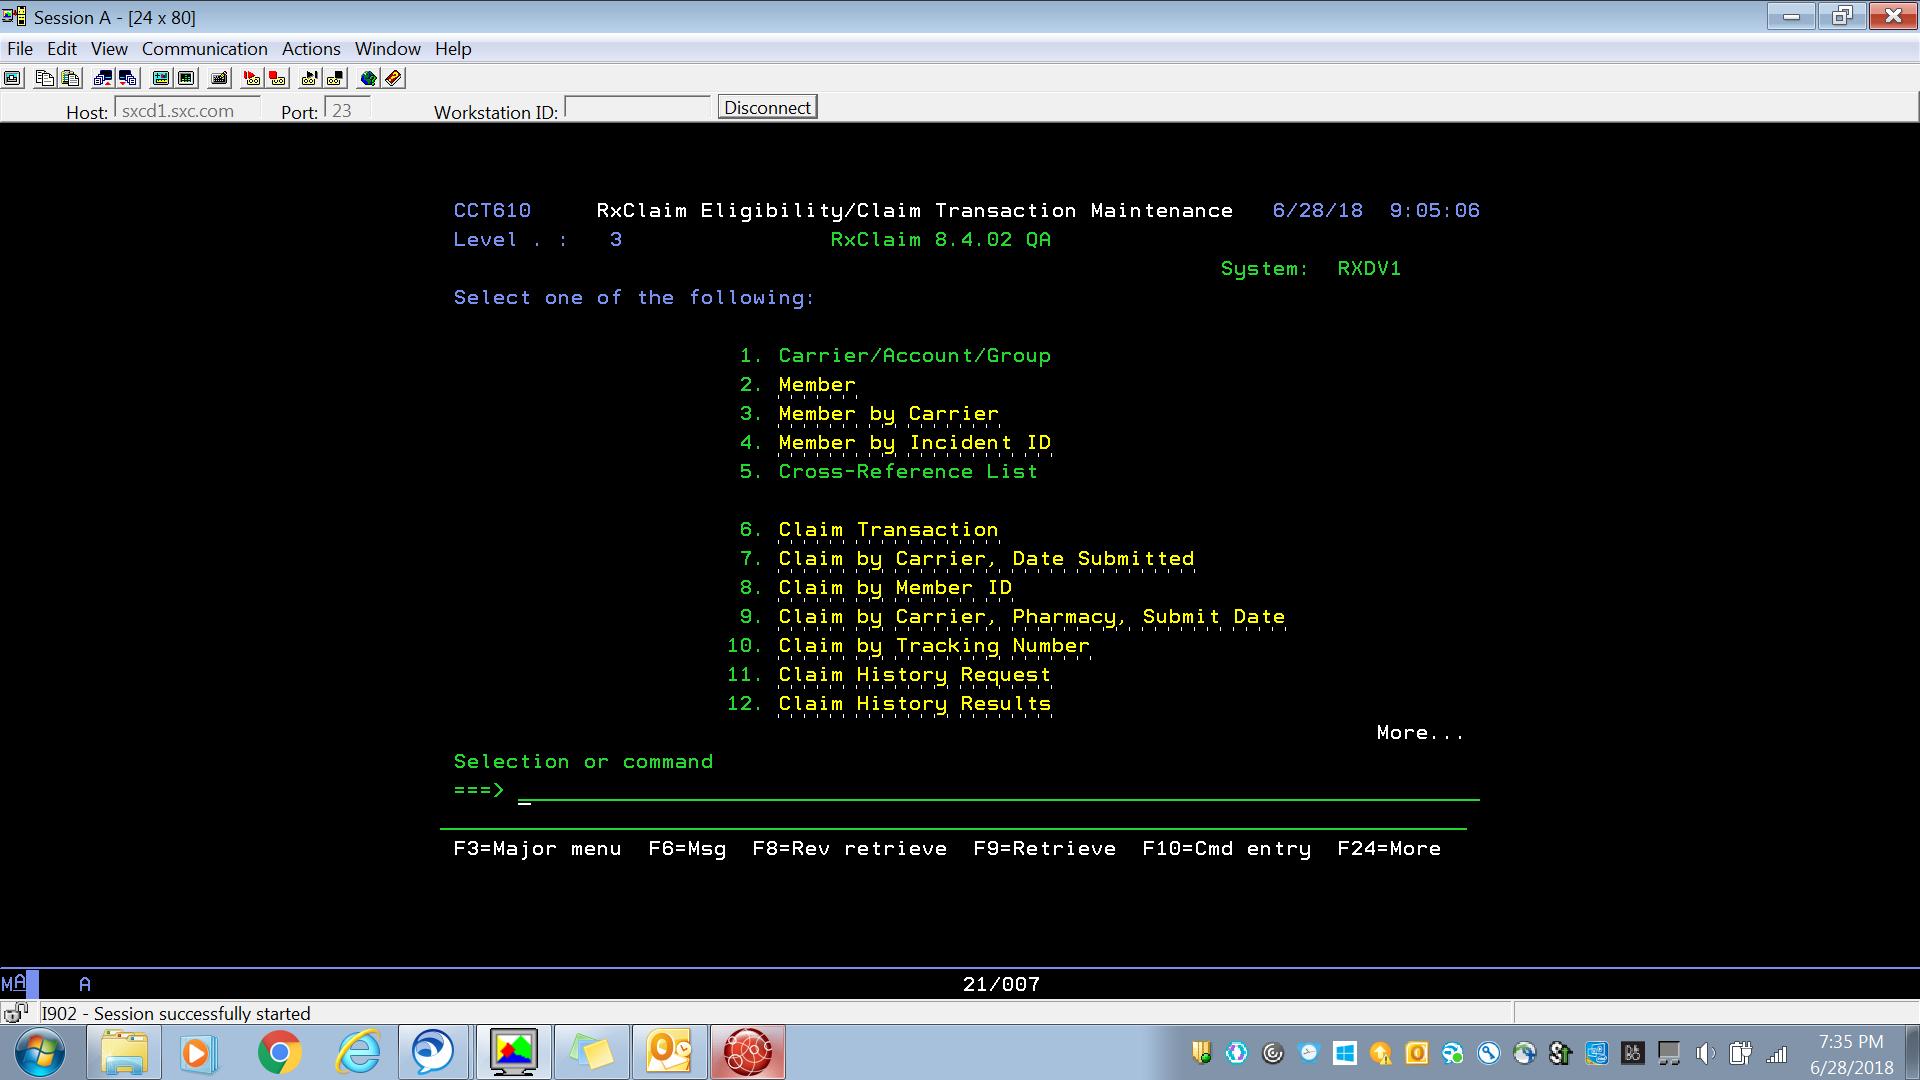 Session A - [24 x 80]
File Edit View Communication Actions Window Help
Host: sxcd1.sxc.com Port: 23 Workstation ID: Disconnect
CCT610 RxClaim Eligibility/Claim Transaction Maintenance 6/28/18 9:05:06
Level . : 3 RxClaim 8.4.02 QA
System: RXDV1
Select one of the following:
1. Carrier/Account/Group
2. Member
3. Member by Carrier
4. Member by Incident ID
5. Cross-Reference List
6. Claim Transaction
7. Claim by Carrier, Date Submitted
8. Claim by Member ID
9. Claim by Carrier, Pharmacy, Submit Date
10. Claim by Tracking Number
11. Claim History Request
12. Claim History Results
More...
Selection or command
===>
F3=Major menu F6=Msg F8=Rev retrieve F9=Retrieve F10=Cmd entry F24=More
MA A 21/007
I902 - Session successfully started
7:35 PM
6/28/2018